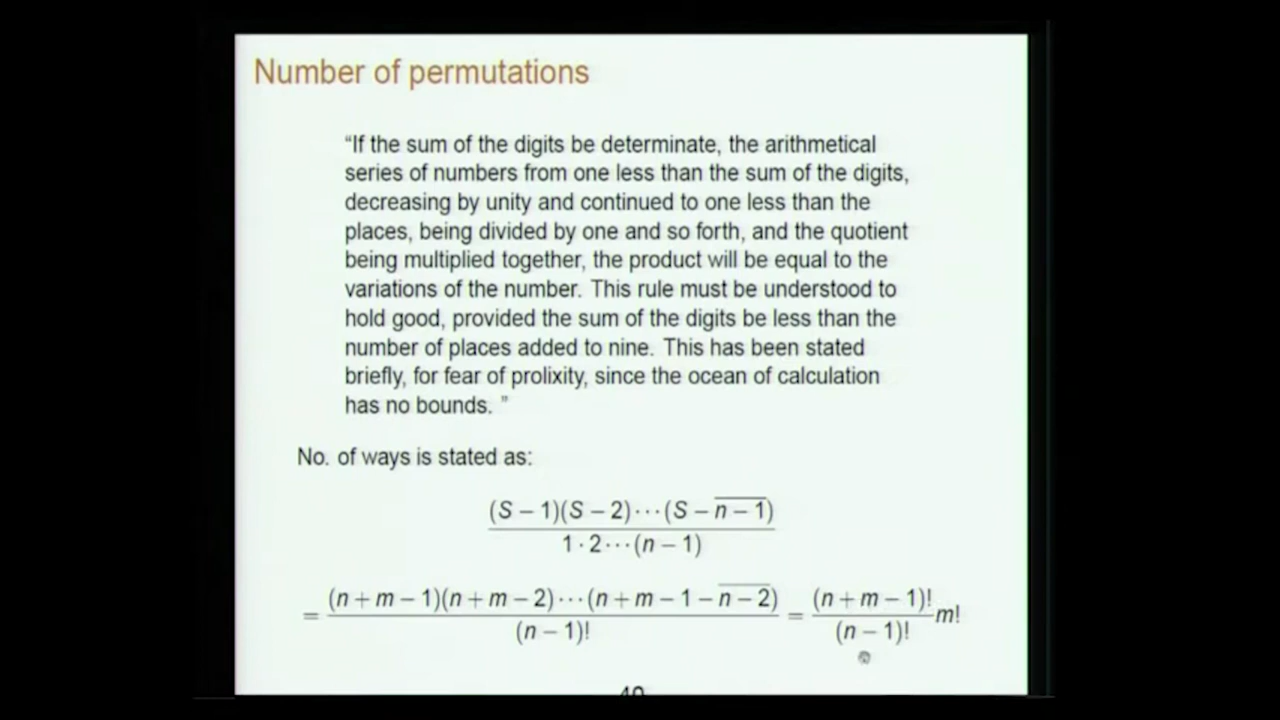 Number of permutations
“If the sum of the digits be determinate, the arithmetical
series of numbers from one less than the sum of the digits,
decreasing by unity and continued to one less than the
places, being divided by one and so forth, and the quotient
being multiplied together, the product will be equal to the
variations of the number. This rule must be understood to
hold good, provided the sum of the digits be less than the
number of places added to nine. This has been stated
briefly, for fear of prolixity, since the ocean of calculation
has no bounds. ”
No. of ways is stated as:
(S − 1)(S − 2) ⋯ (S − n − 1)
1 · 2 ⋯ (n − 1)
= (n + m − 1)(n + m − 2) ⋯ (n + m − 1 − n − 2) = (n + m − 1)! m!
(n − 1)! (n − 1)!